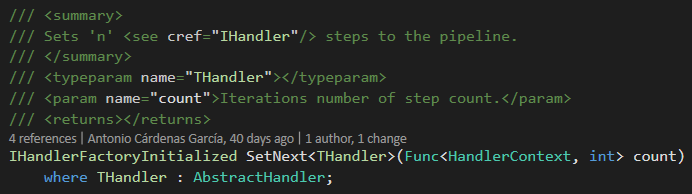 /// <summary>
/// Sets 'n' <see cref="IHandler"/> steps to the pipeline.
/// </summary>
/// <typeparam name="THandler"></typeparam>
/// <param name="count">Iterations number of step count.</param>
/// <returns></returns>
4 references | Antonio Cárdenas García, 40 days ago | 1 author, 1 change
IHandlerFactoryInitialized SetNext<THandler>(Func<HandlerContext, int> count)
    where THandler : AbstractHandler;